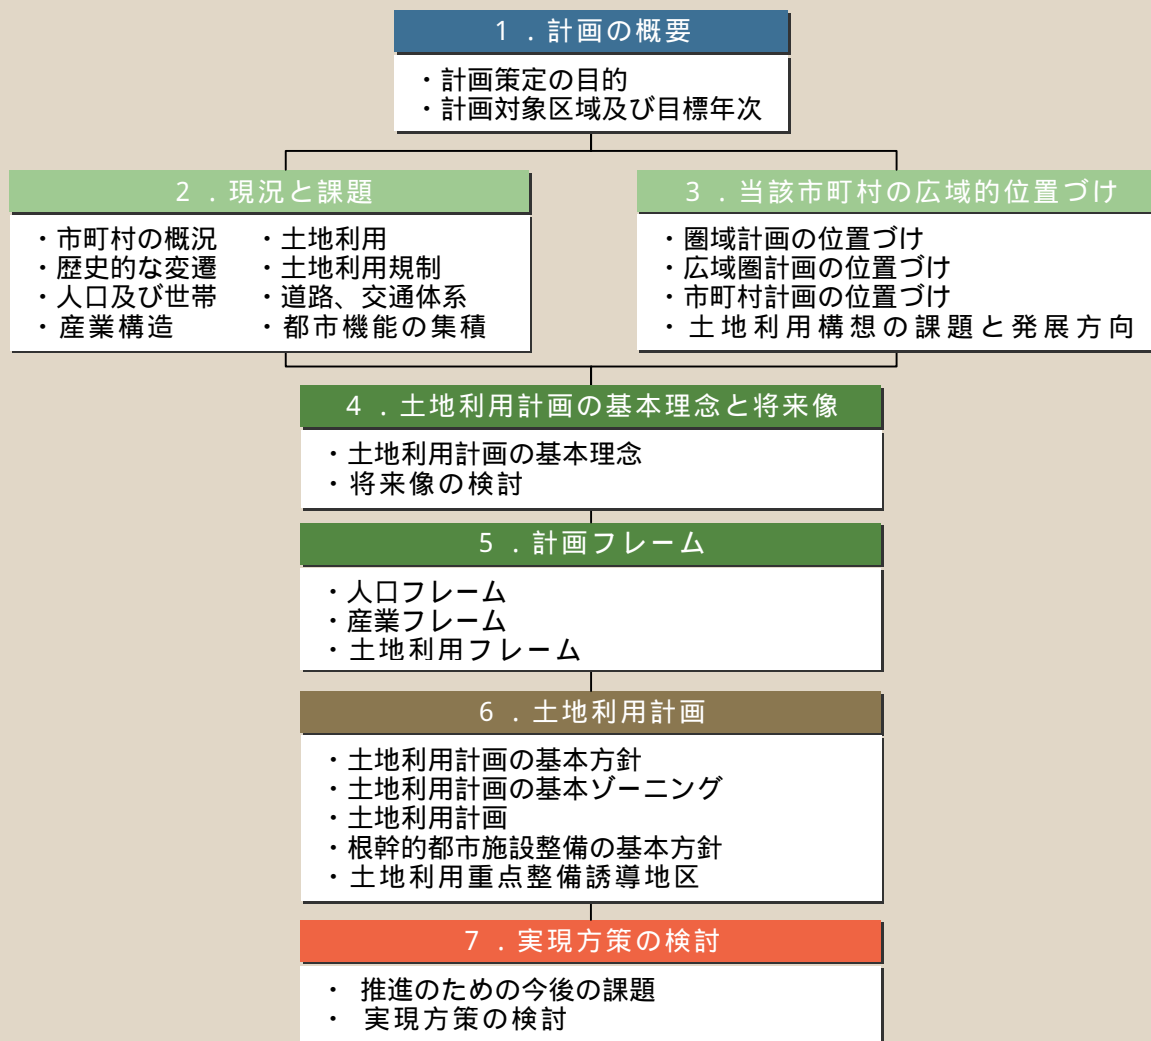 1．計画の概要
・計画策定の目的
・計画対象区域及び目標年次
2．現況と課題
・市町村の概況 ・土地利用
・歴史的な変遷 ・土地利用規制
・人口及び世帯 ・道路、交通体系
・産業構造 ・都市機能の集積
3．当該市町村の広域的位置づけ
・圏域計画の位置づけ
・広域圏計画の位置づけ
・市町村計画の位置づけ
・土地利用構想の課題と発展方向
4．土地利用計画の基本理念と将来像
・土地利用計画の基本理念
・将来像の検討
5．計画フレーム
・人口フレーム
・産業フレーム
・土地利用フレーム
6．土地利用計画
・土地利用計画の基本方針
・土地利用計画の基本ゾーニング
・土地利用計画
・根幹的都市施設整備の基本方針
・土地利用重点整備誘導地区
7．実現方策の検討
・ 推進のための今後の課題
・ 実現方策の検討